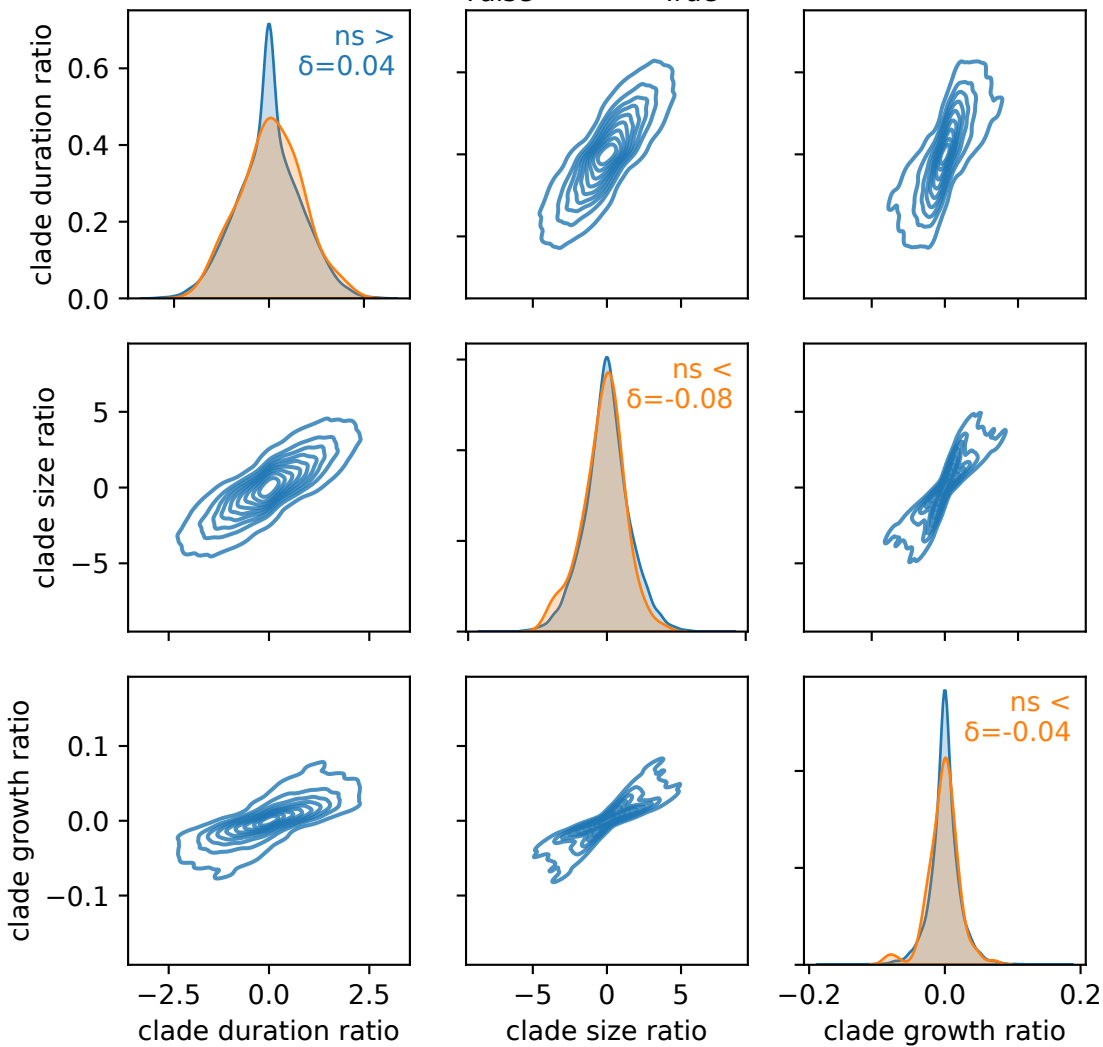 clade duration ratio
0.6
0.4
0.2
0.0
ns >
δ=0.04
clade size ratio
5
0
−5
ns <
δ=-0.08
clade growth ratio
0.1
0.0
−0.1
ns <
δ=-0.04
−2.5 0.0 2.5
clade duration ratio
−5 0 5
clade size ratio
−0.2 0.0 0.2
clade growth ratio